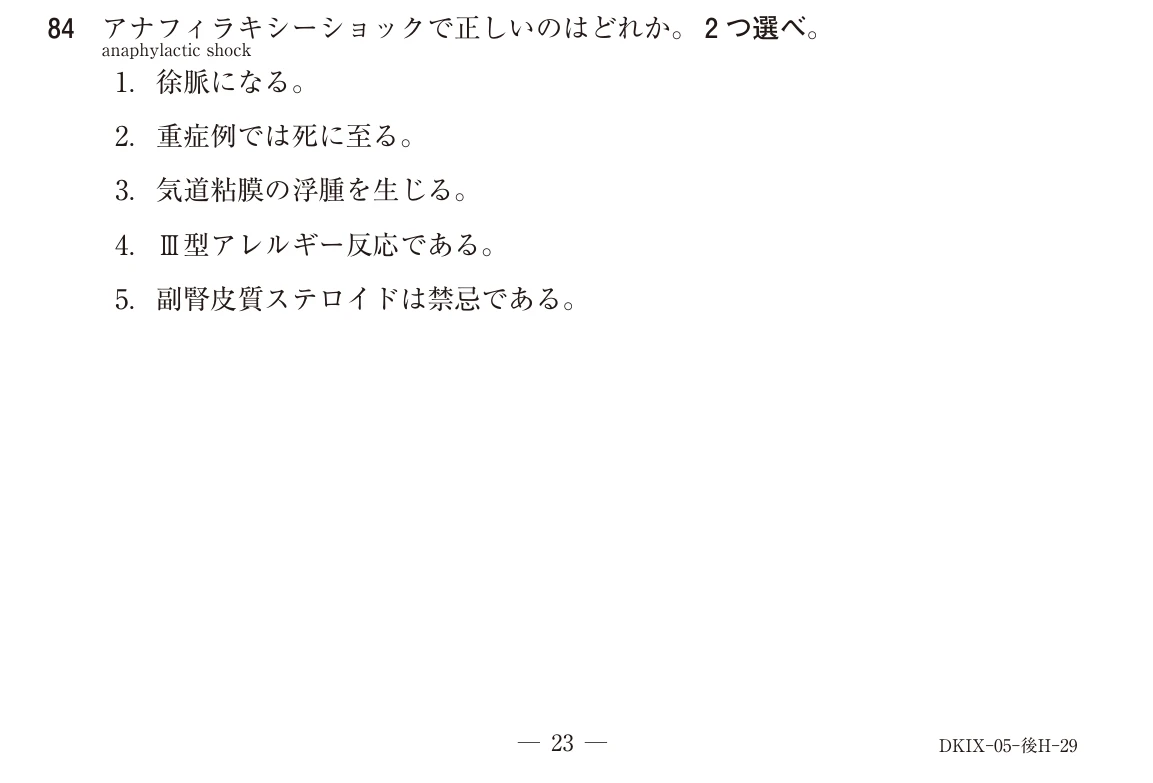 84 アナフィラキシーショックで正しいのはどれか。2つ選べ。
anaphylactic shock
1. 徐脈になる。
2. 重症例では死に至る。
3. 気道粘膜の浮腫を生じる。
4. Ⅲ型アレルギー反応である。
5. 副腎皮質ステロイドは禁忌である。
— 23 —
DKIX-05-後H-29